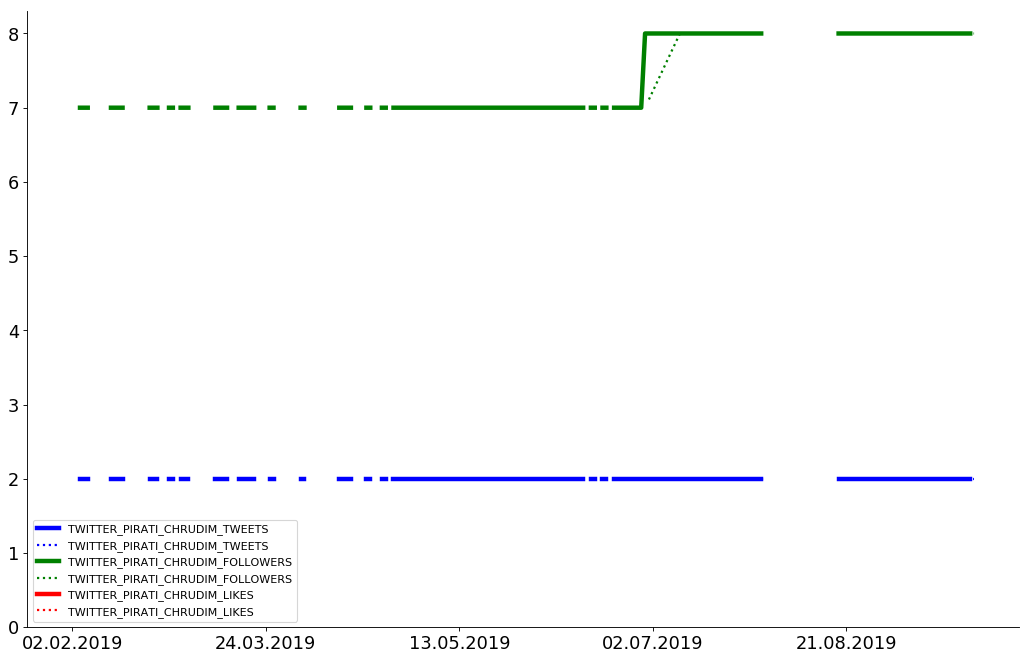 8
7
6
5
4
3
2
1
0
TWITTER_PIRATI_CHRUDIM_TWEETS
TWITTER_PIRATI_CHRUDIM_TWEETS
TWITTER_PIRATI_CHRUDIM_FOLLOWERS
TWITTER_PIRATI_CHRUDIM_FOLLOWERS
TWITTER_PIRATI_CHRUDIM_LIKES
TWITTER_PIRATI_CHRUDIM_LIKES
02.02.2019 24.03.2019 13.05.2019 02.07.2019 21.08.2019